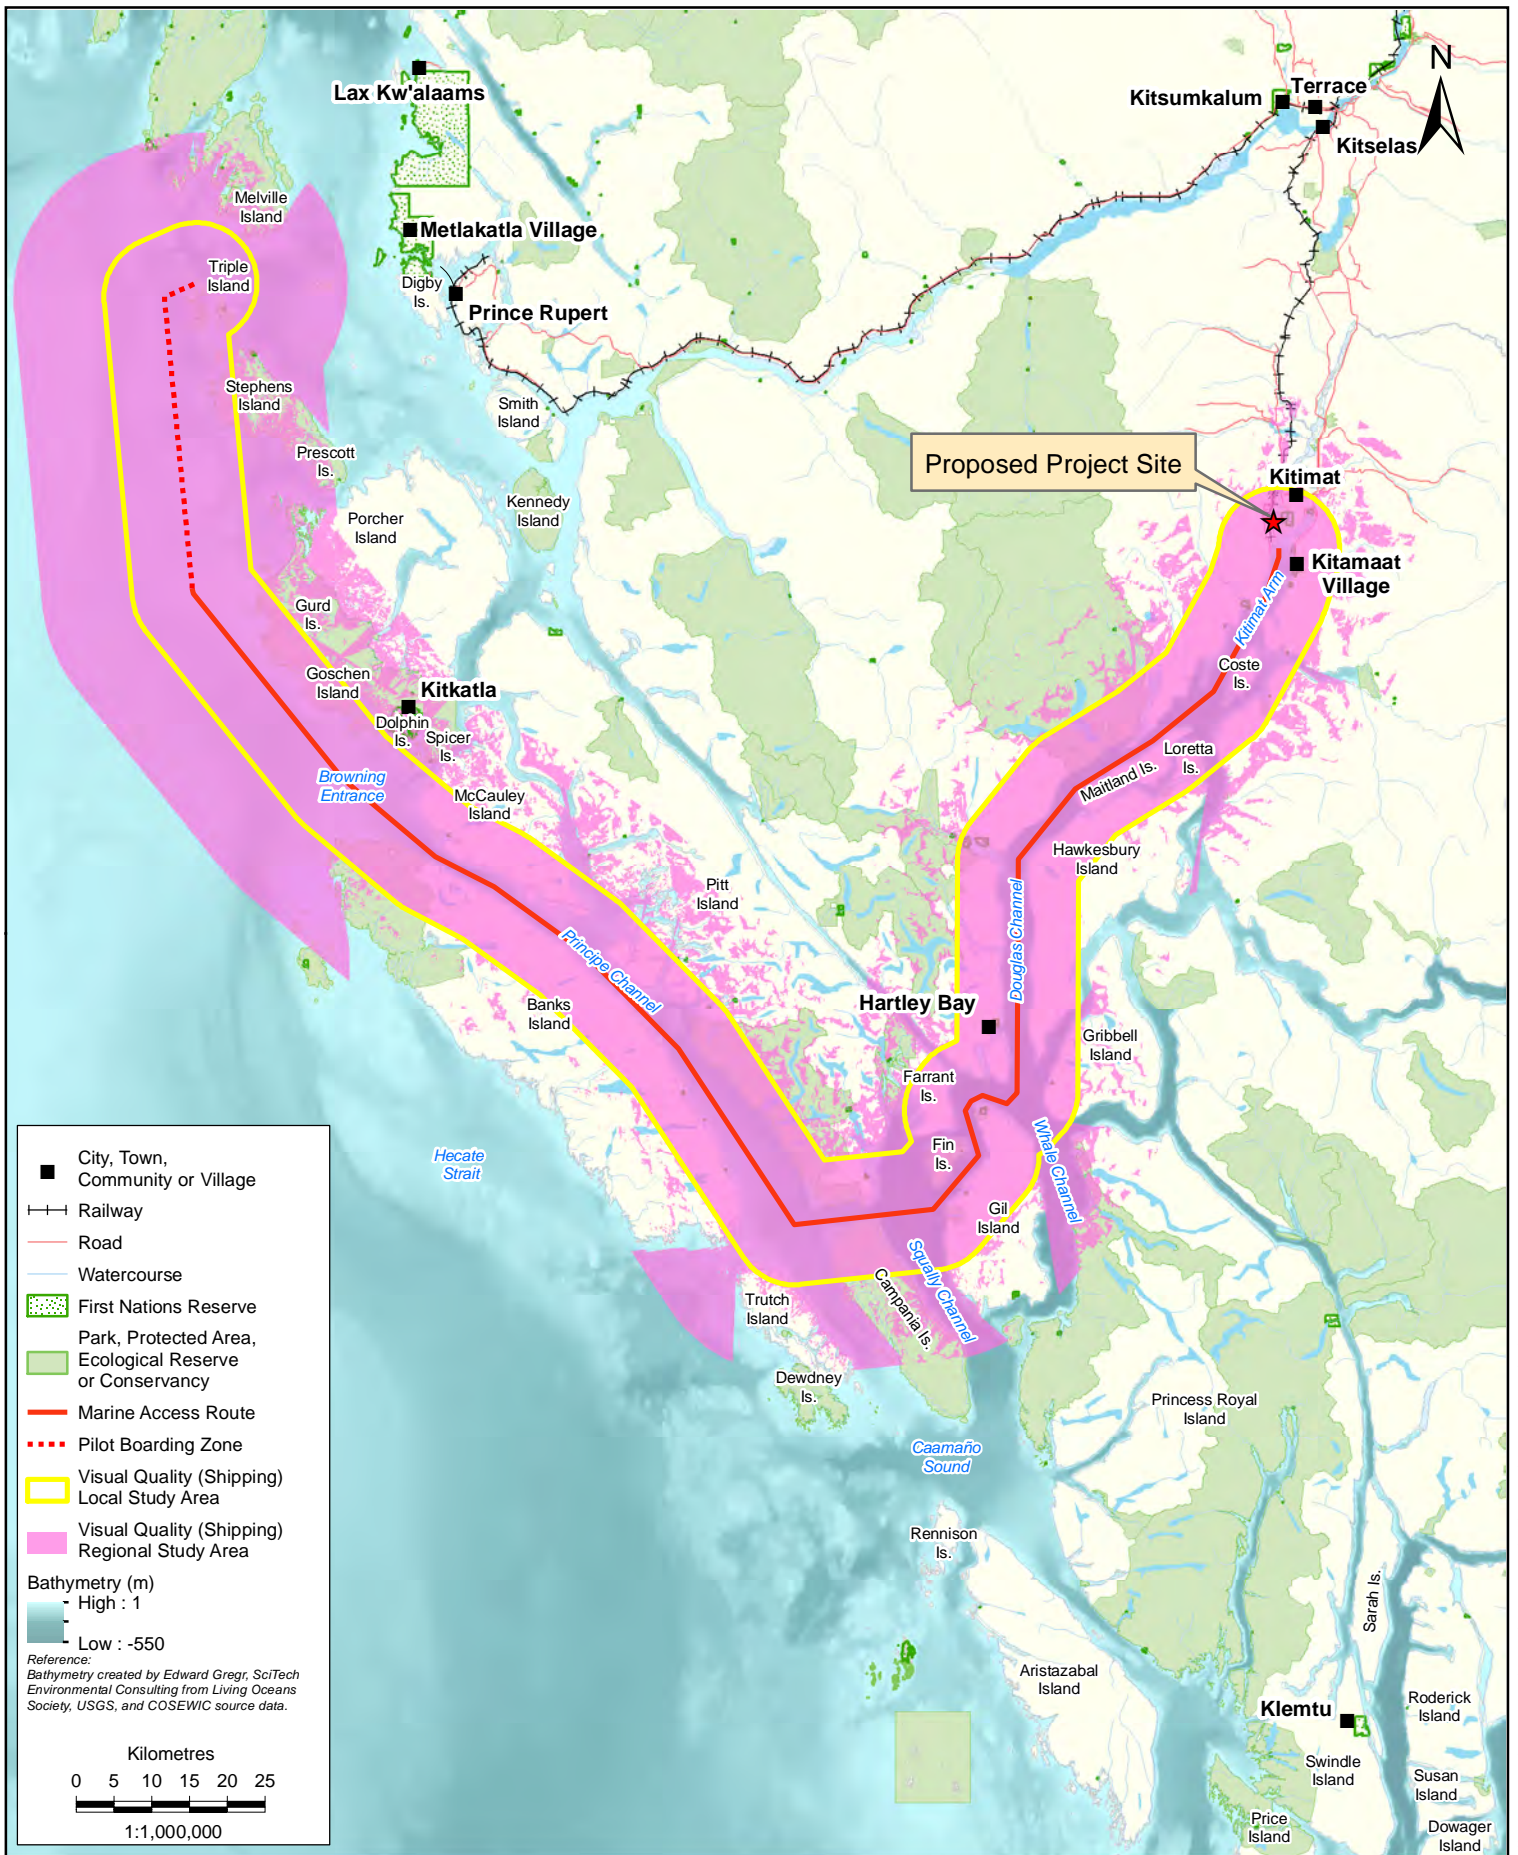 N
Lax Kw'alaams
Kitsumkalum
Terrace
Kitselas
Melville
Island
Metlakatla Village
Triple
Island
Digby
Is.
Prince Rupert
Stephens
Island
Smith
Island
Prescott
Is.
Proposed Project Site
Kitimat
Kennedy
Island
Porcher
Island
Kitamaat
Village
Kitimat Arm
Gurd
Is.
Goschen
Island
Kitkatla
Coste
Is.
Dolphin
Is.
Spicer
Is.
Loretta
Is.
Browning
Entrance
Maitland Is.
McCauley
Island
Hawkesbury
Island
Pitt
Island
Douglas Channel
Principe Channel
Banks
Island
Hartley Bay
Gribbell
Island
Farrant
Is.
Whale Channel
Fin
Is.
Hecate
Strait
Gil
Island
Squally Channel
Campania Is.
Trutch
Island
Dewdney
Is.
Princess Royal
Island
Caamaño
Sound
Rennison
Is.
Sarah Is.
Aristazabal
Island
Klemtu
Roderick
Island
Swindle
Island
Susan
Island
Price
Island
Dowager
Island
City, Town,
Community or Village
Railway
Road
Watercourse
First Nations Reserve
Park, Protected Area,
Ecological Reserve
or Conservancy
Marine Access Route
Pilot Boarding Zone
Visual Quality (Shipping)
Local Study Area
Visual Quality (Shipping)
Regional Study Area
Bathymetry (m)
High : 1
Low : -550
Reference:
Bathymetry created by Edward Gregr, SciTech
Environmental Consulting from Living Oceans
Society, USGS, and COSEWIC source data.
Kilometres
0 5 10 15 20 25
1:1,000,000